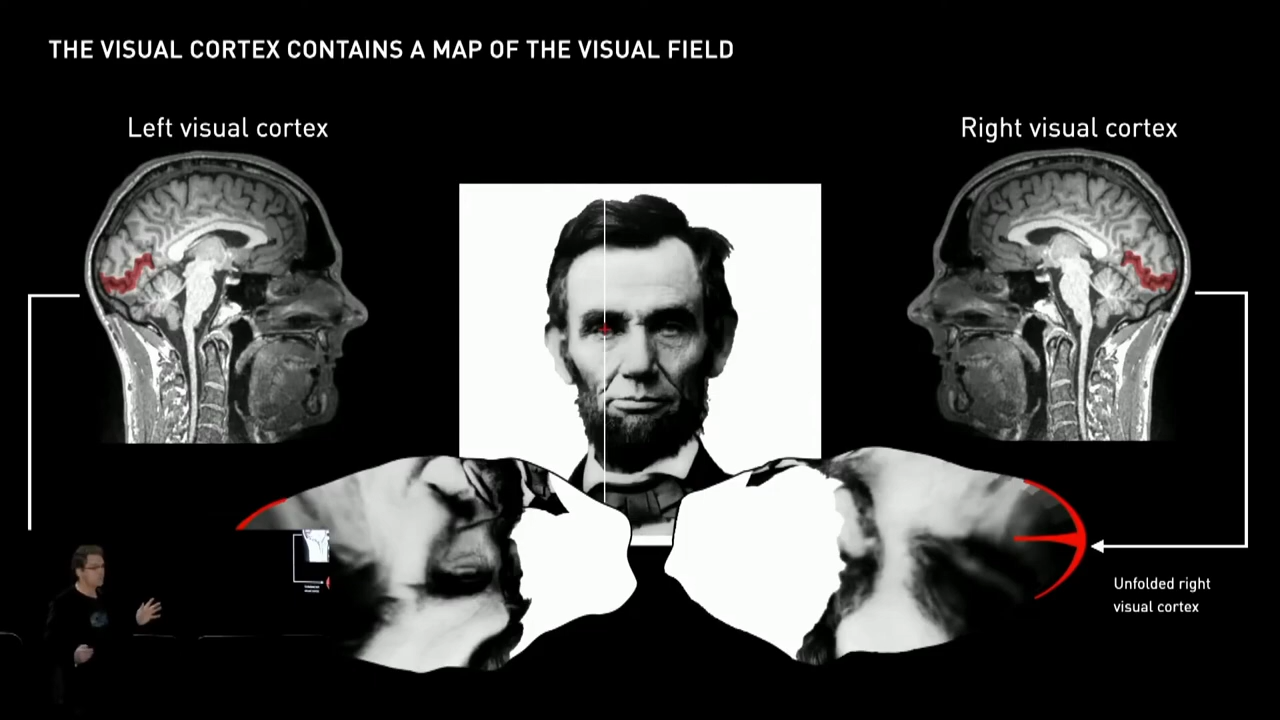 THE VISUAL CORTEX CONTAINS A MAP OF THE VISUAL FIELD
Left visual cortex
Right visual cortex
Unfolded right
visual cortex